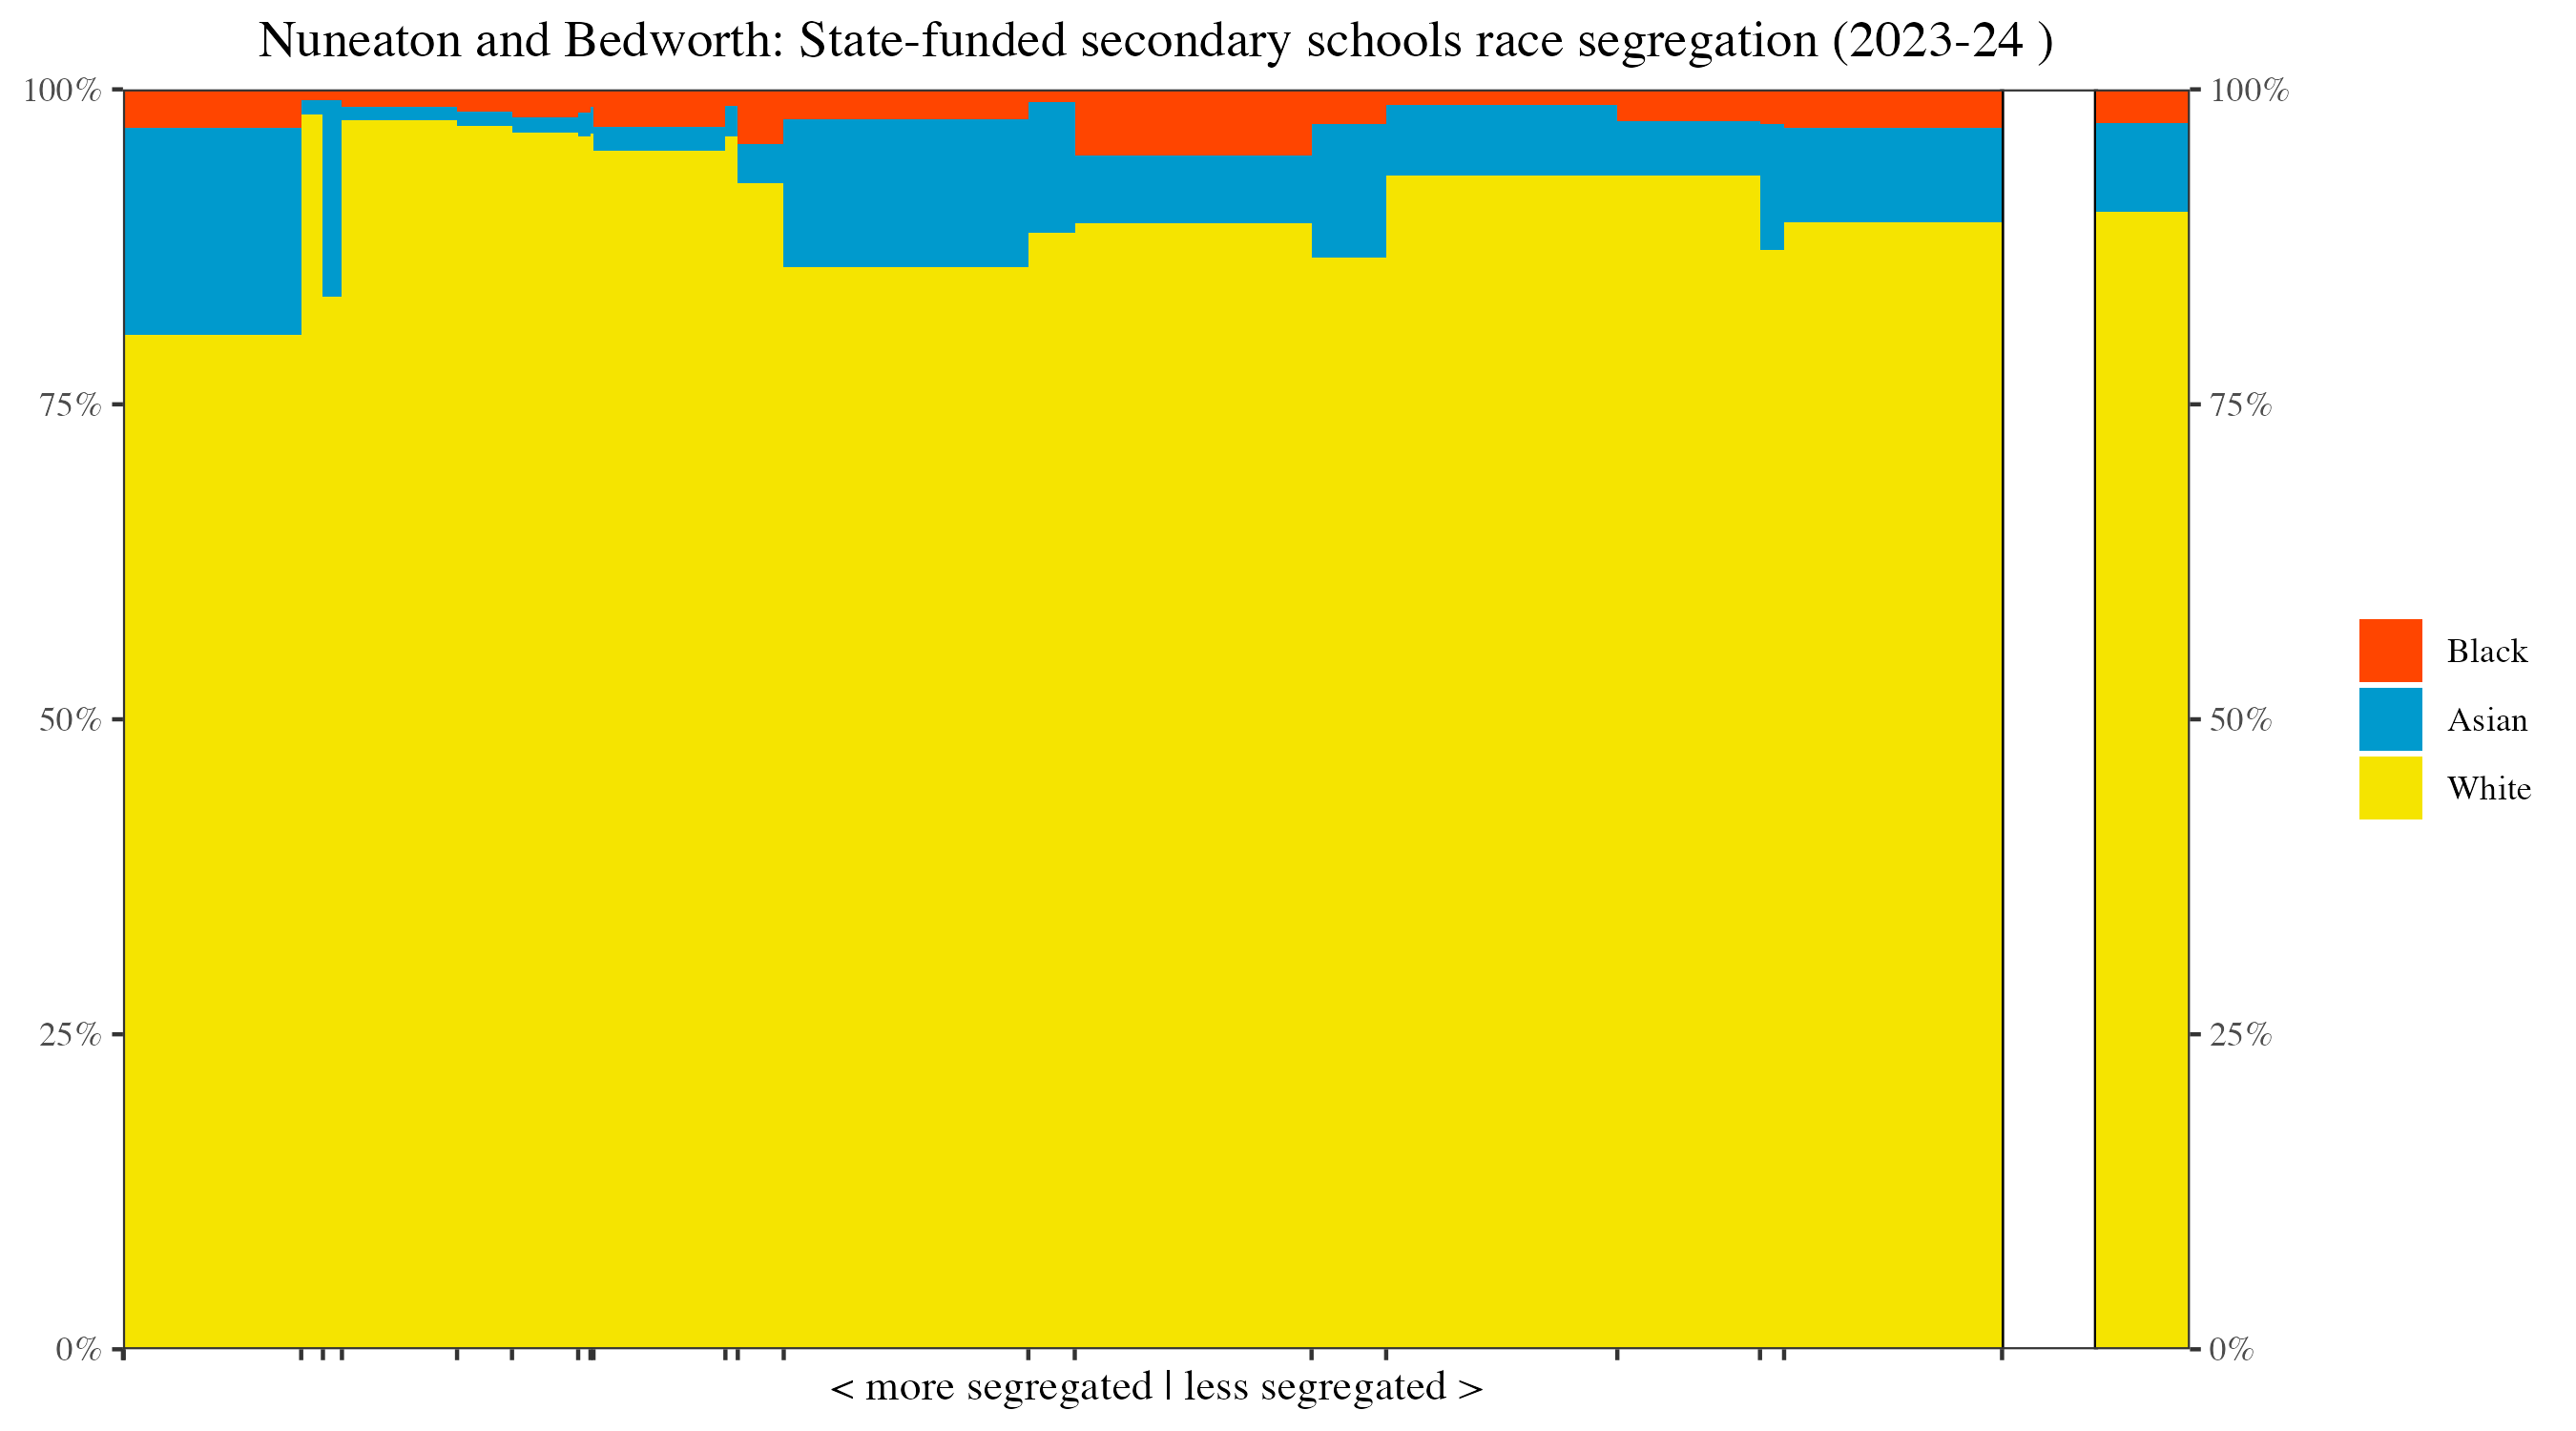 Nuneaton and Bedworth: State-funded secondary schools race segregation (2023-24 )
100%
75%
50%
25%
0%
100%
75%
50%
25%
0%
Black
Asian
White
< more segregated | less segregated >